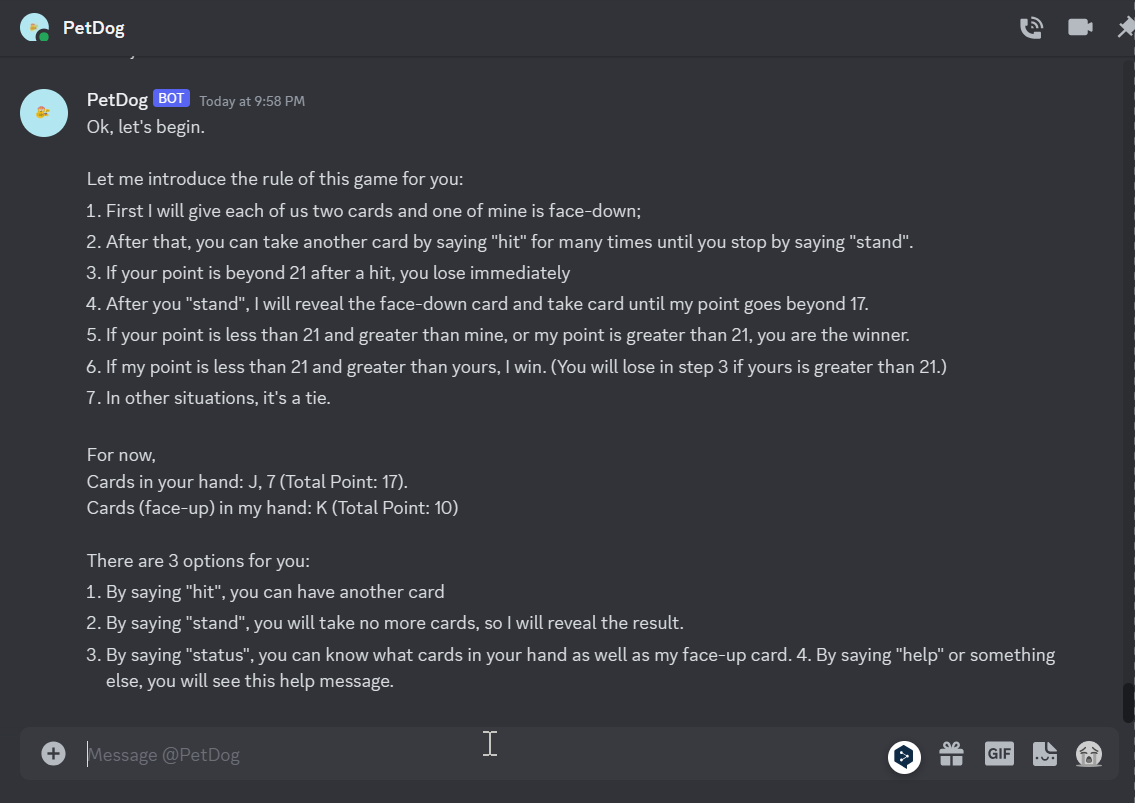 PetDog
PetDog BOT Today at 9:58 PM
Ok, let's begin.
Let me introduce the rule of this game for you:
1. First I will give each of us two cards and one of mine is face-down;
2. After that, you can take another card by saying "hit" for many times until you stop by saying "stand".
3. If your point is beyond 21 after a hit, you lose immediately
4. After you "stand", I will reveal the face-down card and take card until my point goes beyond 17.
5. If your point is less than 21 and greater than mine, or my point is greater than 21, you are the winner.
6. If my point is less than 21 and greater than yours, I win. (You will lose in step 3 if yours is greater than 21.)
7. In other situations, it's a tie.
For now,
Cards in your hand: J, 7 (Total Point: 17).
Cards (face-up) in my hand: K (Total Point: 10)
There are 3 options for you:
1. By saying "hit", you can have another card
2. By saying "stand", you will take no more cards, so I will reveal the result.
3. By saying "status", you can know what cards in your hand as well as my face-up card. 4. By saying "help" or something
else, you will see this help message.
Message @PetDog
GIF